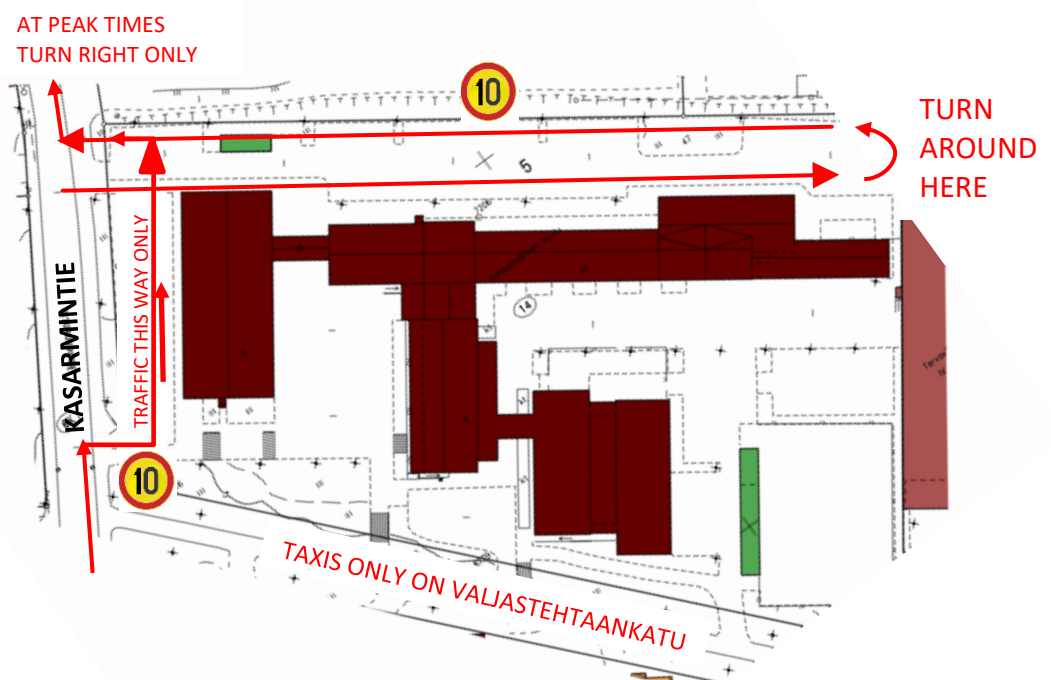 AT PEAK TIMES
TURN RIGHT ONLY
10
TURN
AROUND
HERE
47
5
TRAFFIC THIS WAY ONLY
KASARMINTIE
14
10
TAXIS ONLY ON VALJASTEHTAANKATU